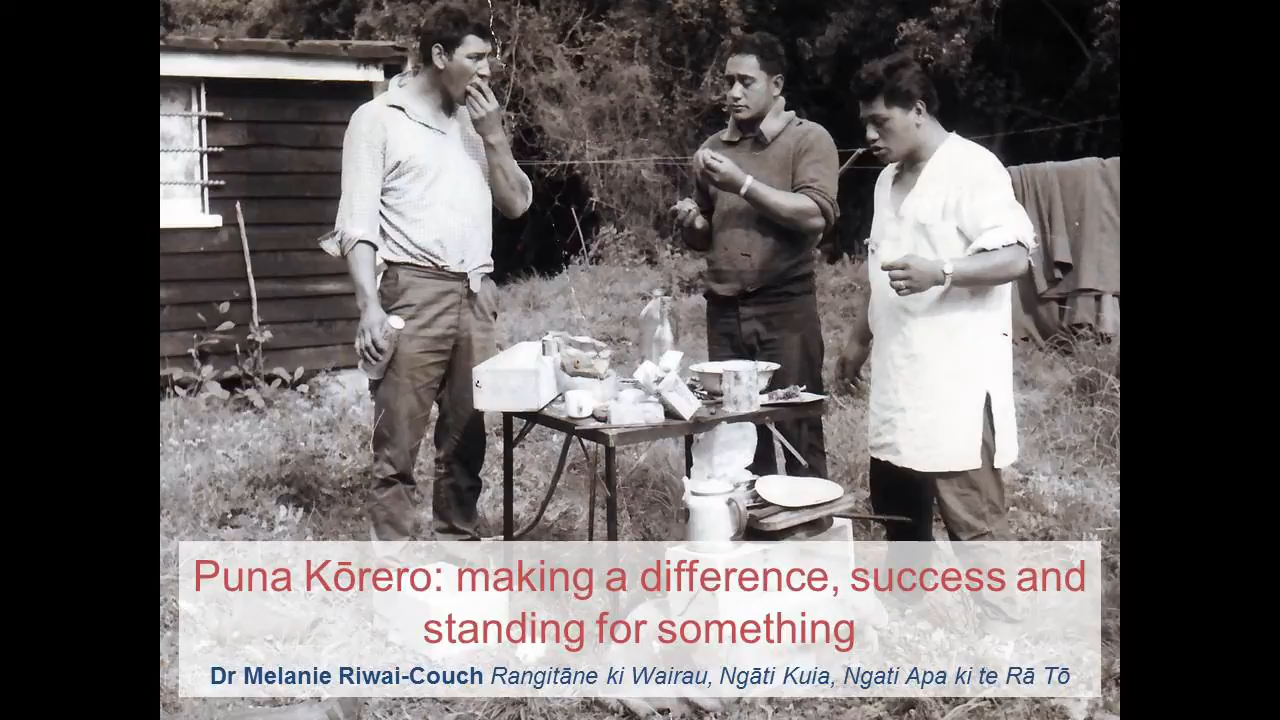 Puna Kōrero: making a difference, success and
standing for something
Dr Melanie Riwai-Couch Rangitāne ki Wairau, Ngāti Kuia, Ngati Apa ki te Rā Tō